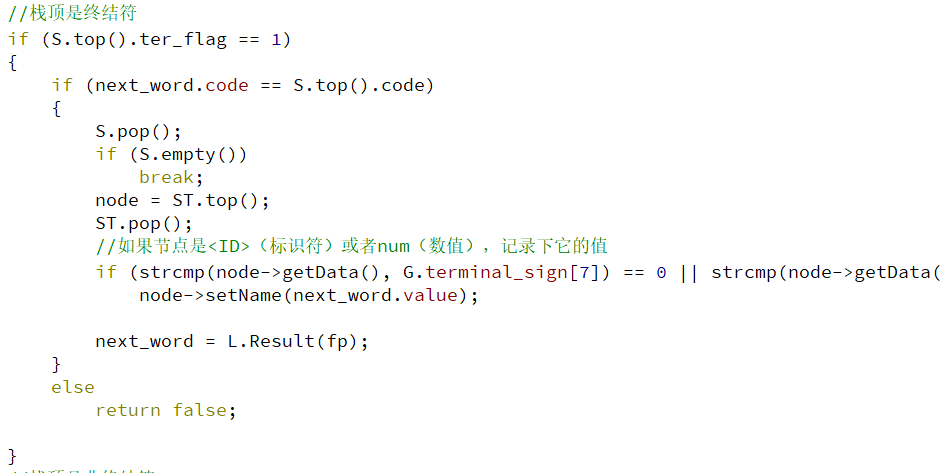 //栈顶是终结符
if (S.top().ter_flag == 1)
{
    if (next_word.code == S.top().code)
    {
        S.pop();
        if (S.empty())
            break;
        node = ST.top();
        ST.pop();
        //如果节点是<ID>（标识符）或者num（数值），记录下它的值
        if (strcmp(node->getData(), G.terminal_sign[7]) == 0 || strcmp(node->getData(
            node->setName(next_word.value);
        next_word = L.Result(fp);
    }
    else
        return false;
}